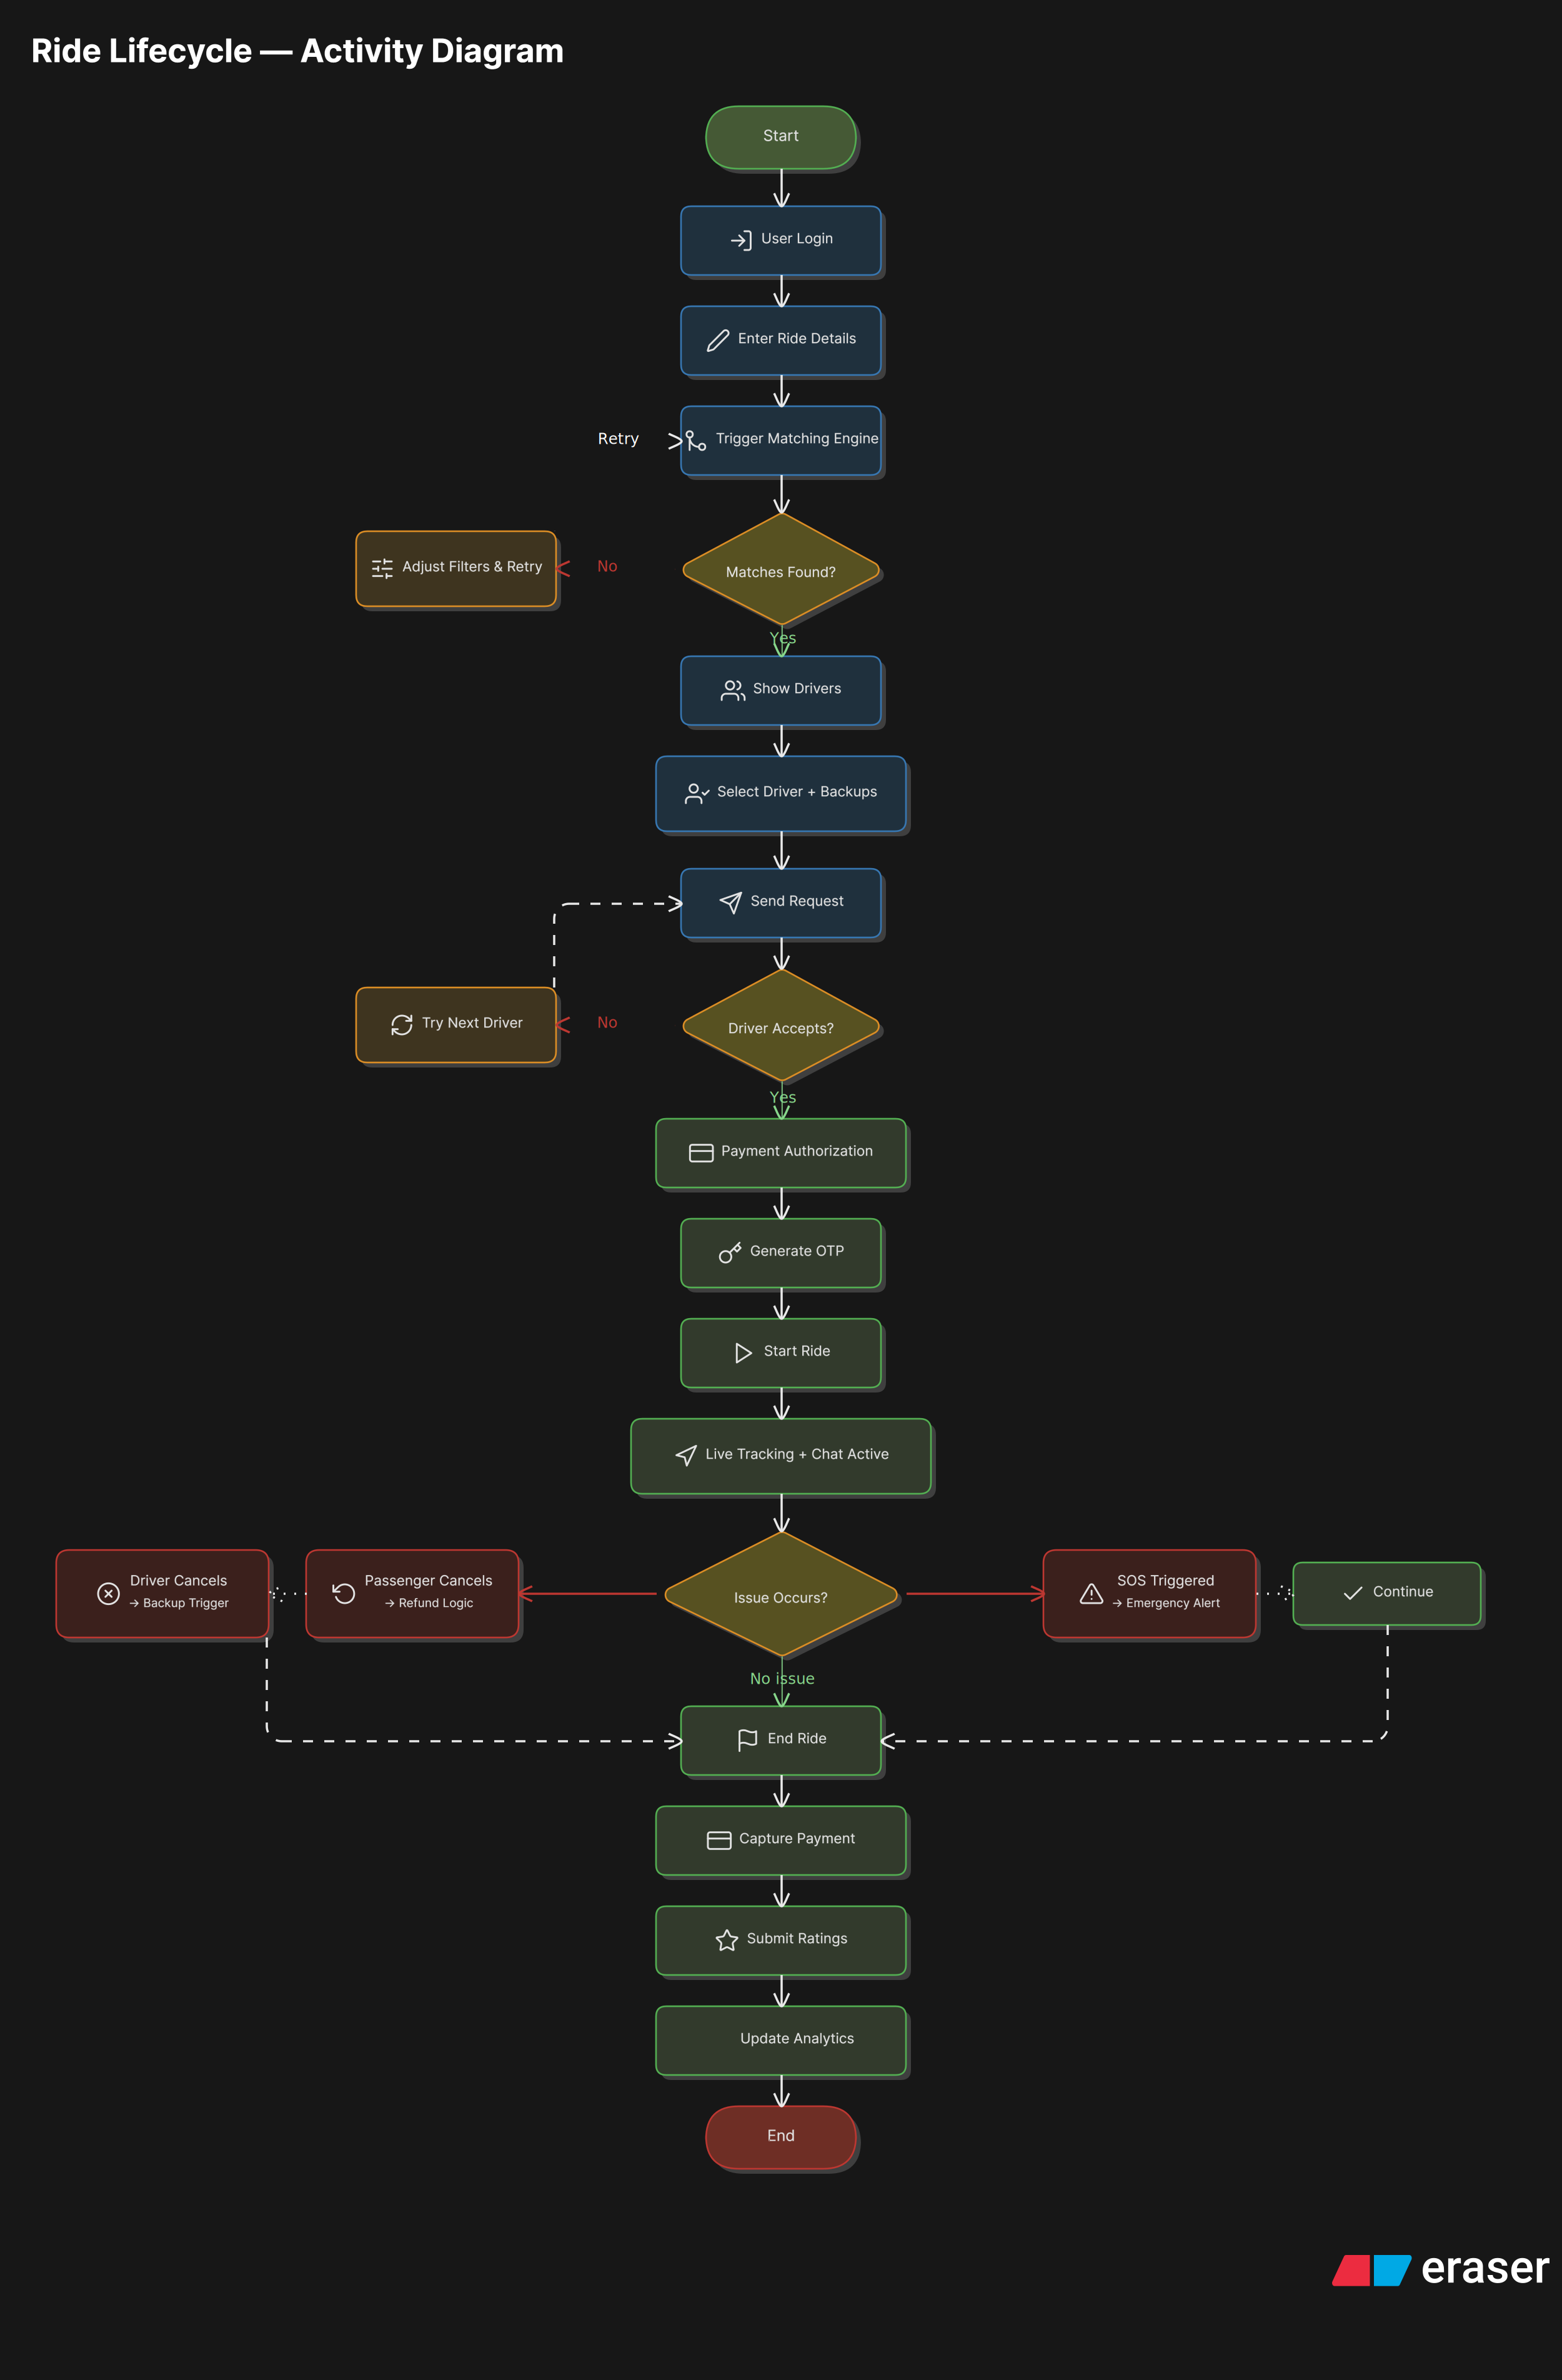 Ride Lifecycle — Activity Diagram
Start
User Login
Enter Ride Details
Retry
Trigger Matching Engine
Adjust Filters & Retry
No
Matches Found?
Yes
Show Drivers
Select Driver + Backups
Send Request
Try Next Driver
No
Driver Accepts?
Yes
Payment Authorization
Generate OTP
Start Ride
Live Tracking + Chat Active
Driver Cancels
→ Backup Trigger
Passenger Cancels
→ Refund Logic
Issue Occurs?
SOS Triggered
→ Emergency Alert
Continue
No issue
End Ride
Capture Payment
Submit Ratings
Update Analytics
End
eraser